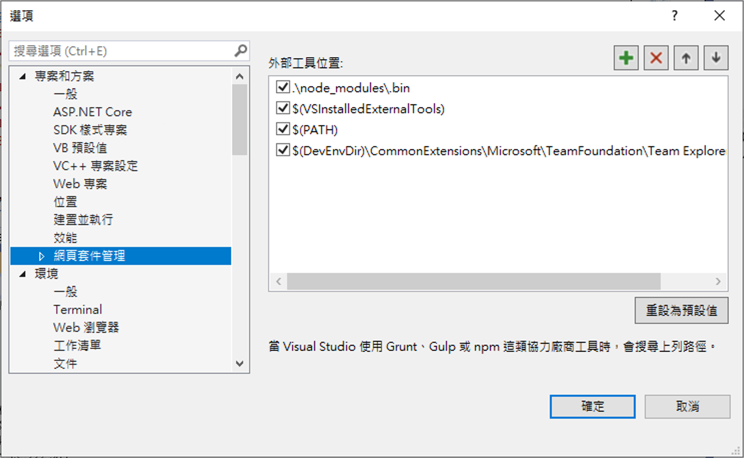 選項
搜尋選項 (Ctrl+E)
專案和方案
一般
ASP.NET Core
SDK 樣式專案
VB 預設值
VC++ 專案設定
Web 專案
位置
建置並執行
效能
網頁套件管理
環境
一般
Terminal
Web 瀏覽器
工作清單
文件
外部工具位置:
.\node_modules\.bin
$(VSInstalledExternalTools)
$(PATH)
$(DevEnvDir)\CommonExtensions\Microsoft\TeamFoundation\Team Explore
重設為預設值
當 Visual Studio 使用 Grunt、Gulp 或 npm 這類協力廠商工具時，會搜尋上列路徑。
確定
取消